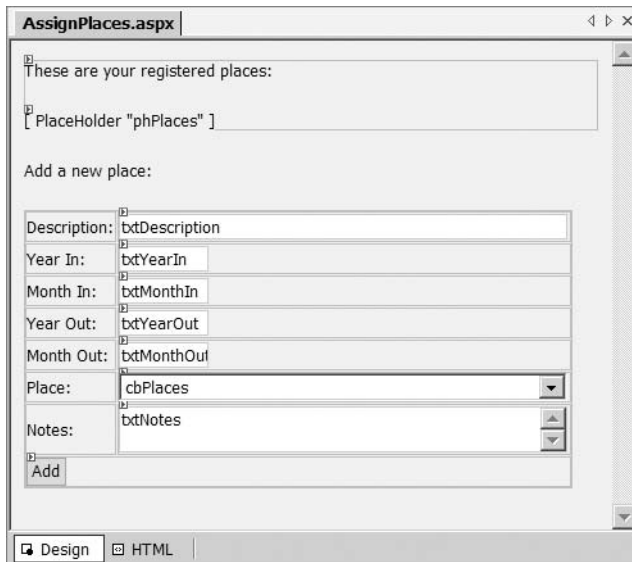 AssignPlaces.aspx
These are your registered places:
[ PlaceHolder "phPlaces" ]
Add a new place:
Description: txtDescription
Year In: txtYearIn
Month In: txtMonthIn
Year Out: txtYearOut
Month Out: txtMonthOut
Place: cbPlaces
Notes: txtNotes
Add
Design HTML